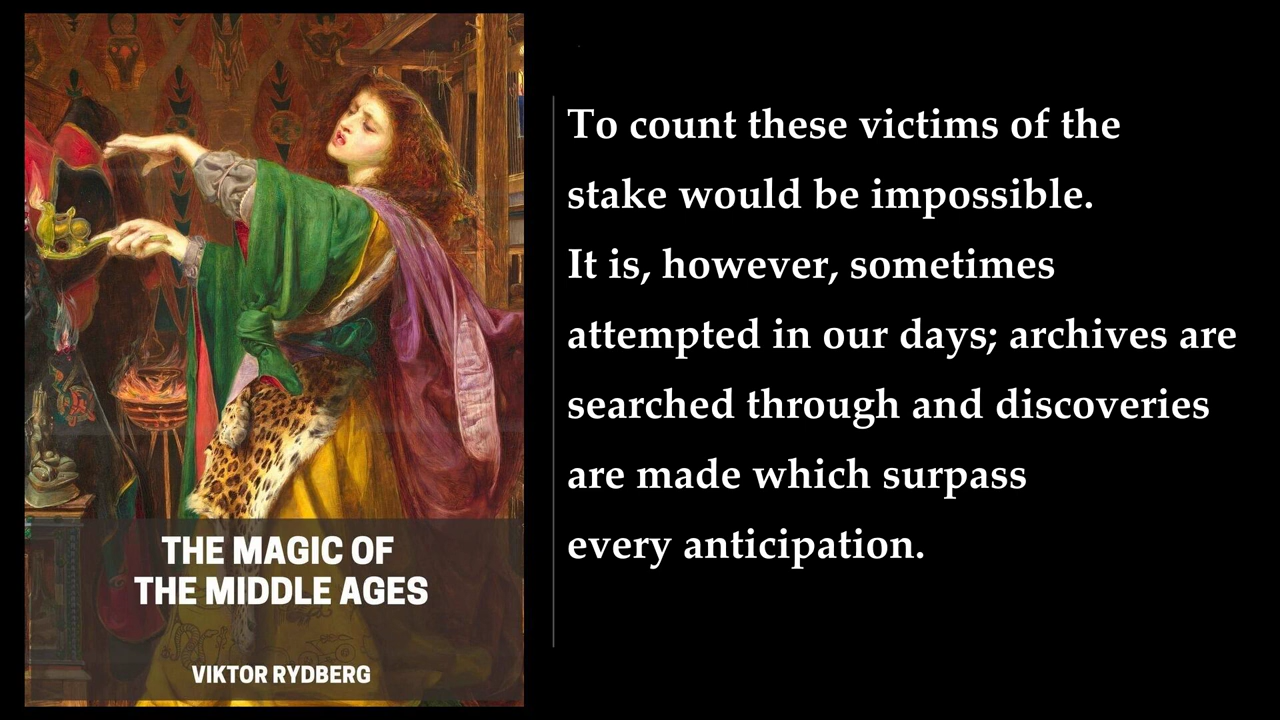 THE MAGIC OF
THE MIDDLE AGES
VIKTOR RYDBERG
To count these victims of the
stake would be impossible.
It is, however, sometimes
attempted in our days; archives are
searched through and discoveries
are made which surpass
every anticipation.